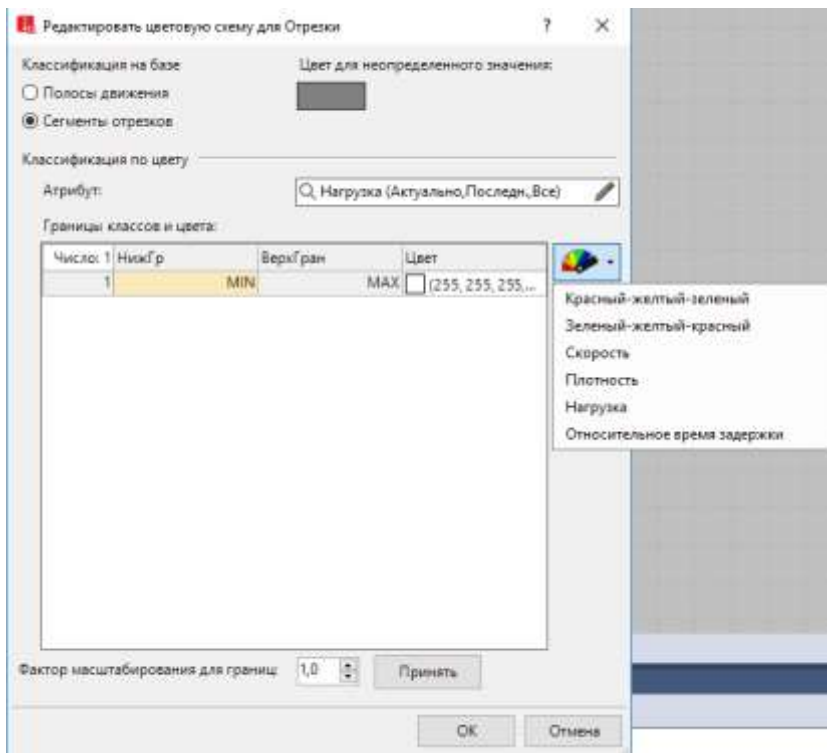 Редактировать цветовую схему для Отрезки ? ×
Классификация на базе
Цвет для неопределенного значения:
Полосы движения
Сегменты отрезков
Классификация по цвету
Атрибут:
Нагрузка (Актуально,Последн.,Все)
Границы классов и цвета:
Число: 1 НижГр ВерхГран Цвет
1 MIN MAX (255, 255, 255,...
Красный-желтый-зеленый
Зеленый-желтый-красный
Скорость
Плотность
Нагрузка
Относительное время задержки
Фактор масштабирования для границ: 1,0 Принять
OK Отмена